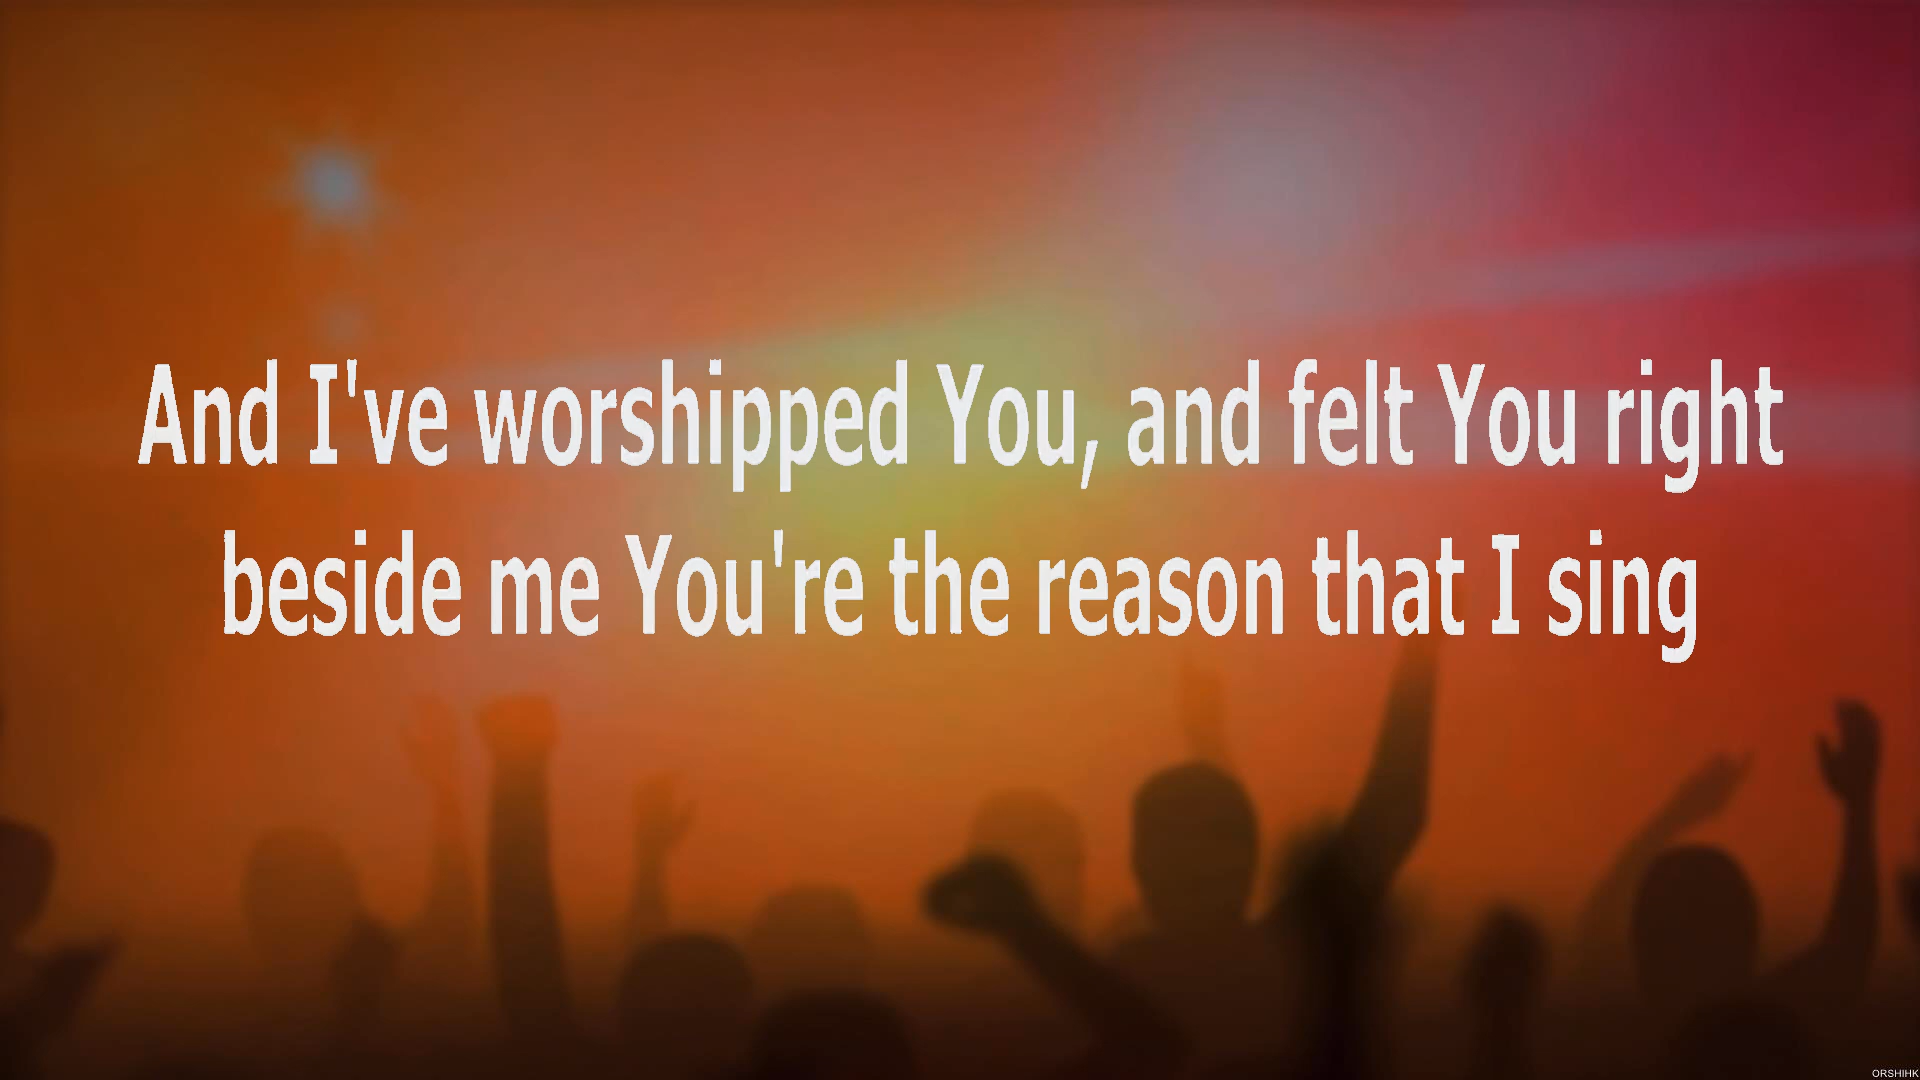 And I've worshipped You, and felt You right
beside me You're the reason that I sing
ORSHIHK